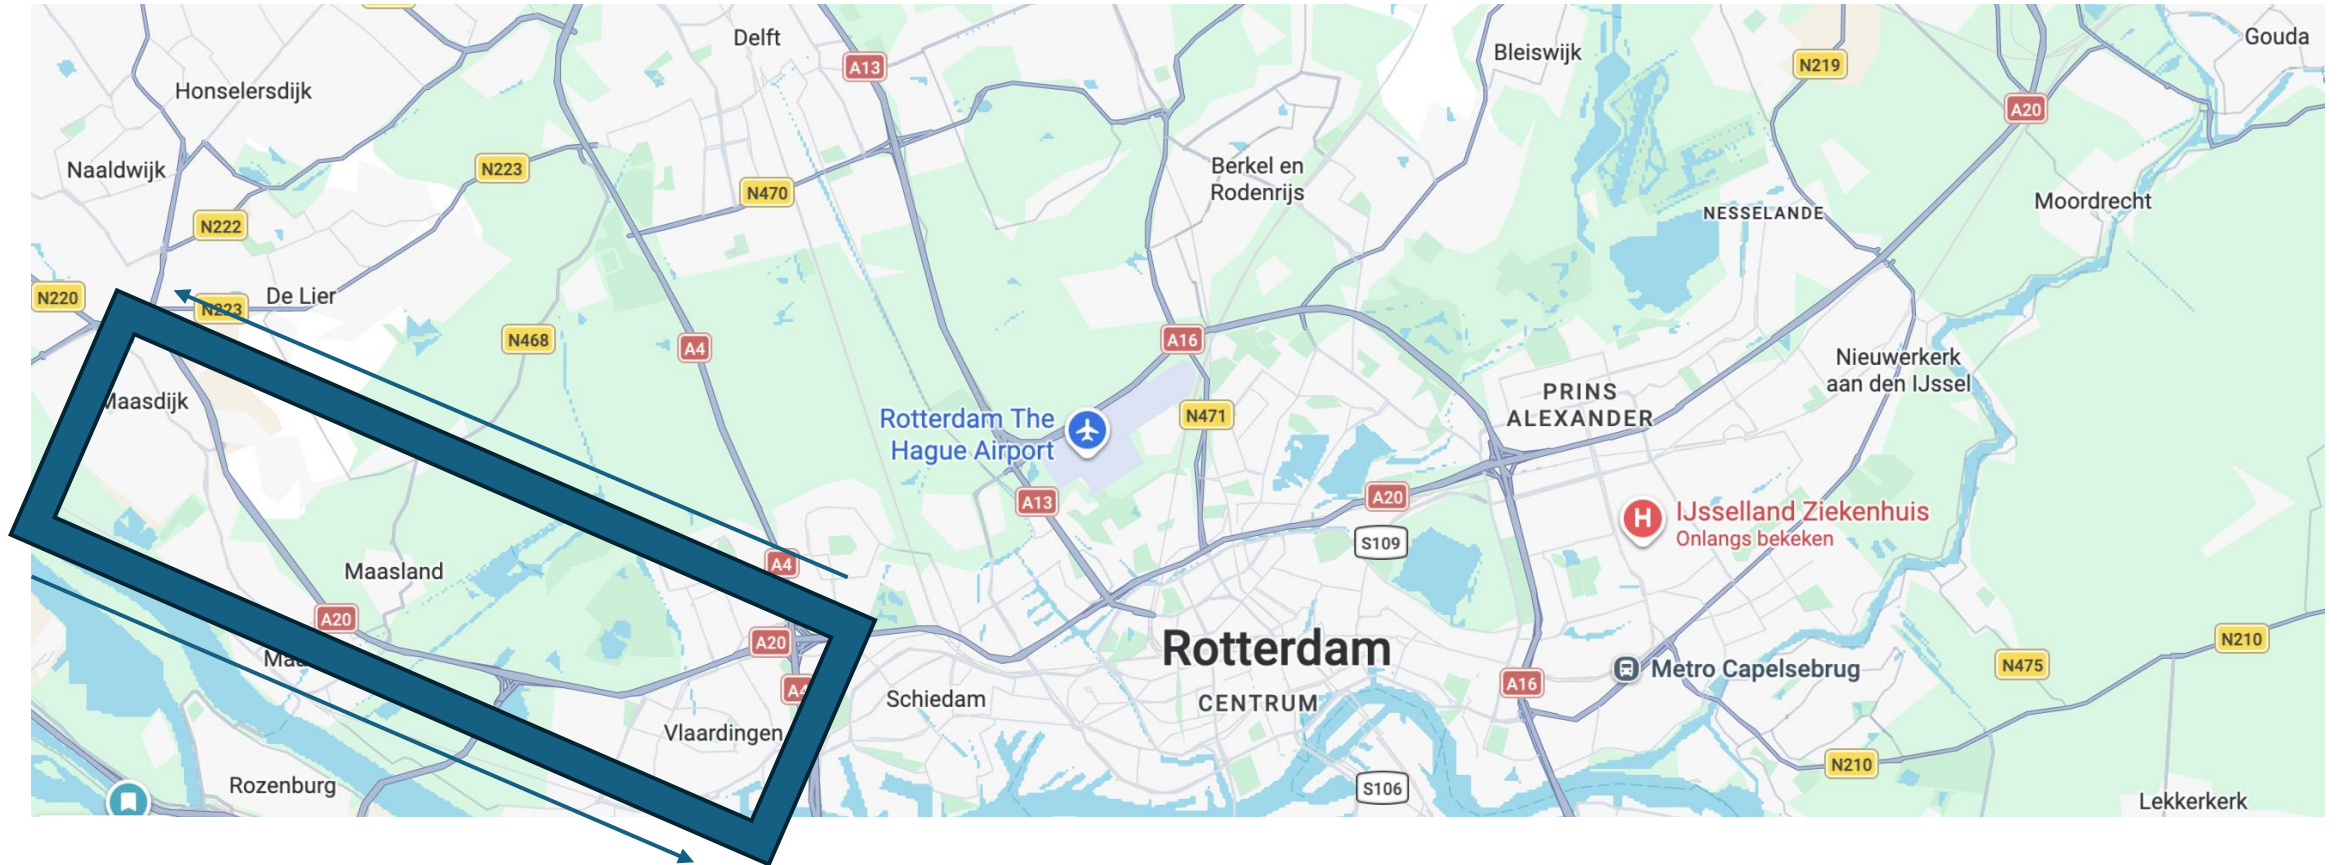 Delft
A13
Bleiswijk
N219
Gouda
Honselersdijk
A20
Naaldwijk
N223
N470
Berkel en
Rodenrijs
Moordrecht
NESSELANDE
N222
N220
N223
De Lier
N468
A4
A16
Nieuwerkerk
aan den IJssel
PRINS
ALEXANDER
Maasdijk
Rotterdam The
Hague Airport
N471
A13
A20
S109
IJsselland Ziekenhuis
Onlangs bekeken
Maasland
A4
A20
A20
Rotterdam
CENTRUM
Metro Capelsebrug
N475
N210
A4
A16
Schiedam
Vlaardingen
Rozenburg
S106
N210
Lekkerkerk